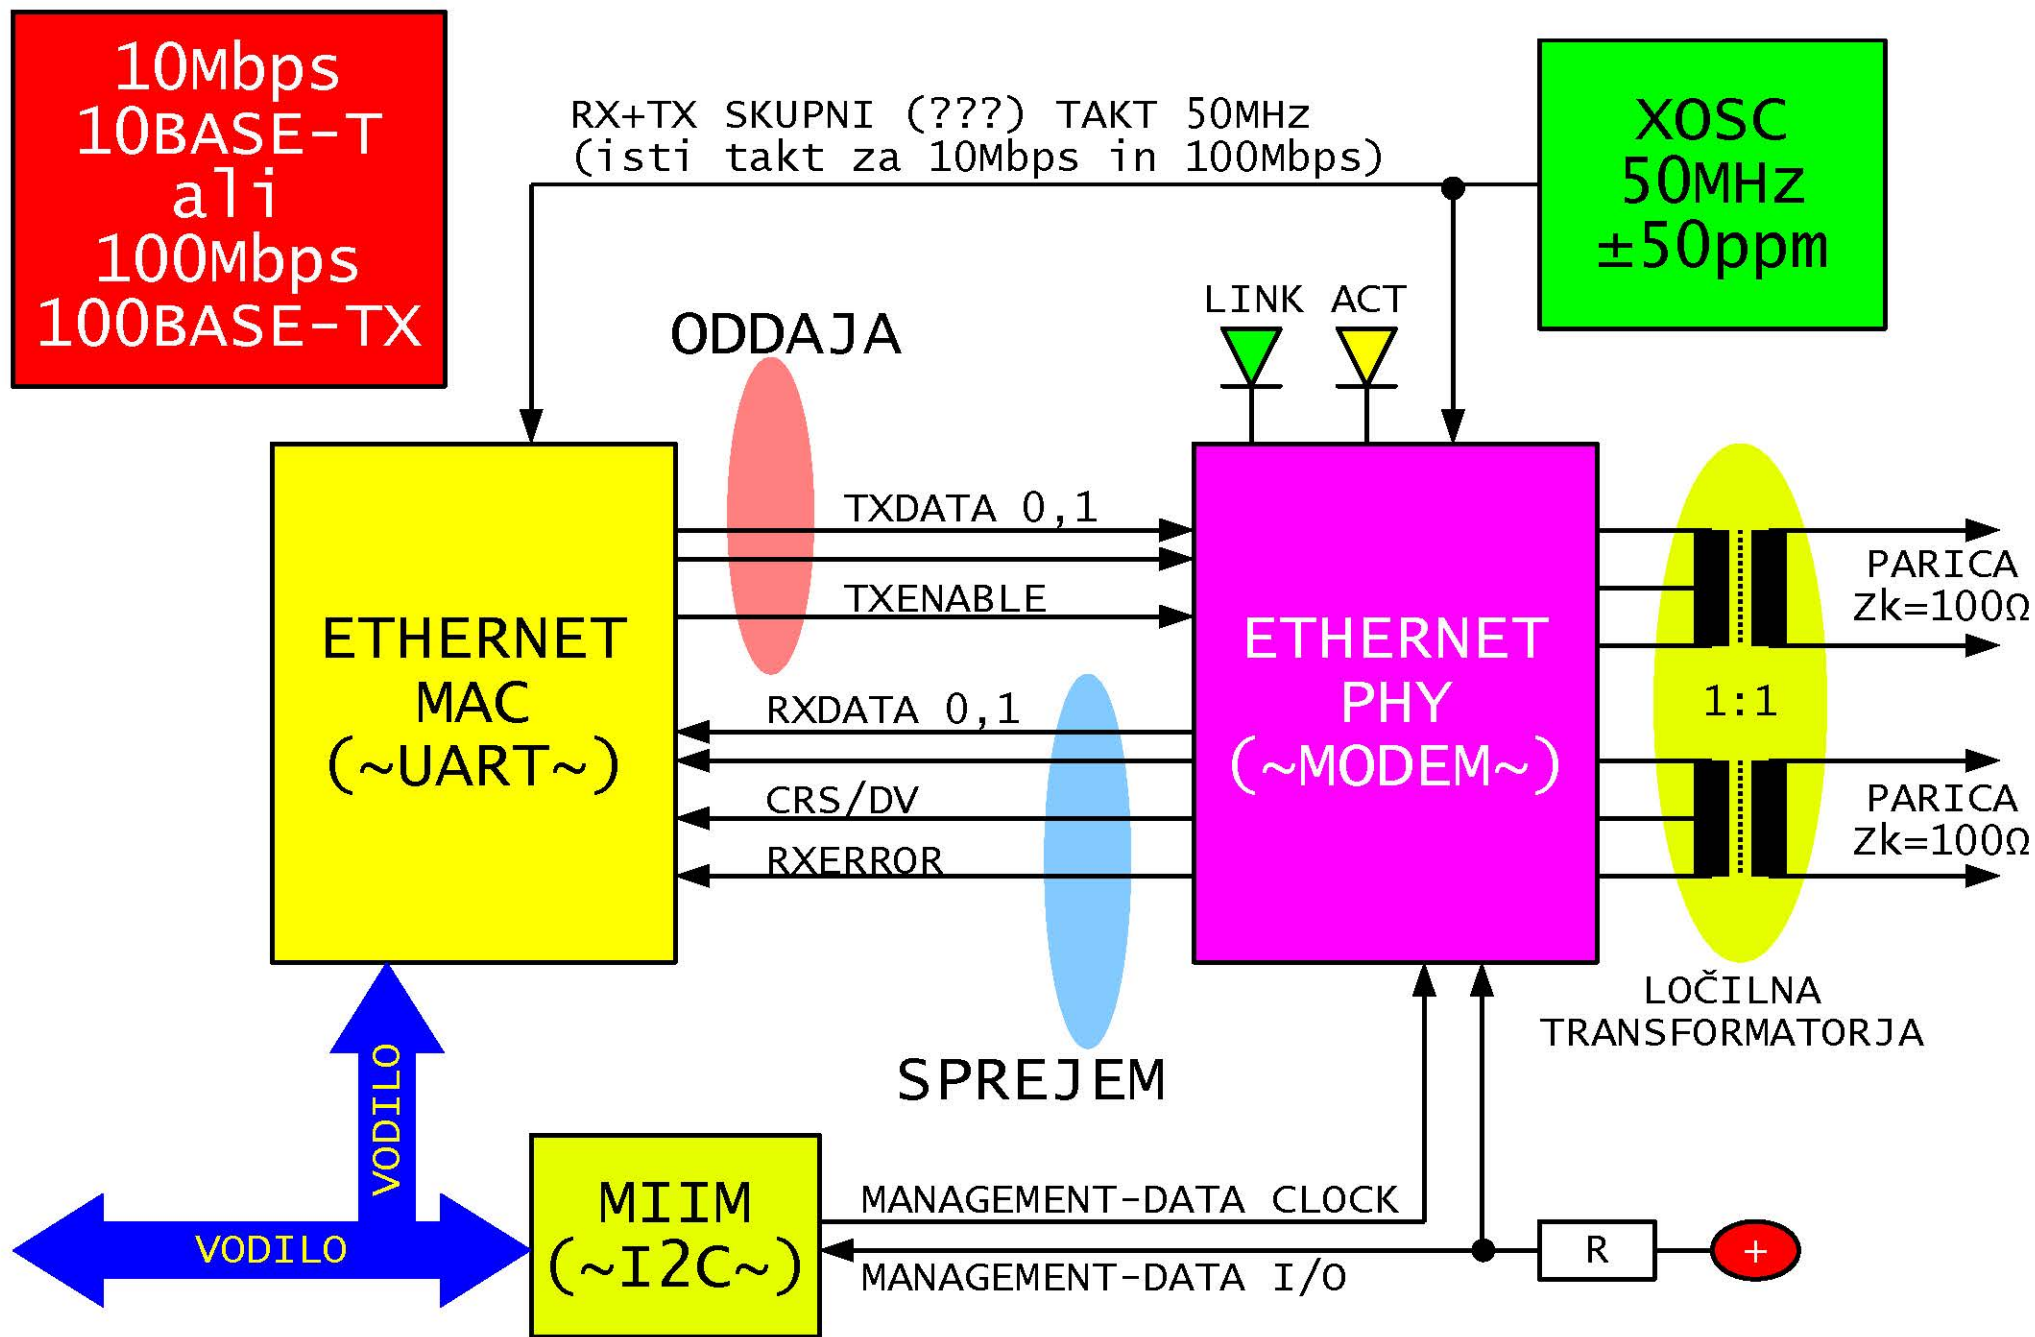 10Mbps
10BASE-T
ali
100Mbps
100BASE-TX
RX+TX SKUPNI (???) TAKT 50MHz
(isti takt za 10Mbps in 100Mbps)
XOSC
50MHz
±50ppm
LINK ACT
ODDAJA
TXDATA 0,1
TXENABLE
ETHERNET
MAC
(~UART~)
RXDATA 0,1
CRS/DV
RXERROR
ETHERNET
PHY
(~MODEM~)
PARICA
Zk=100Ω
1:1
PARICA
Zk=100Ω
LOČILNA
TRANSFORMATORJA
SPREJEM
VODILO
VODILO
MIIM
(~I2C~)
MANAGEMENT-DATA CLOCK
MANAGEMENT-DATA I/O
R
+